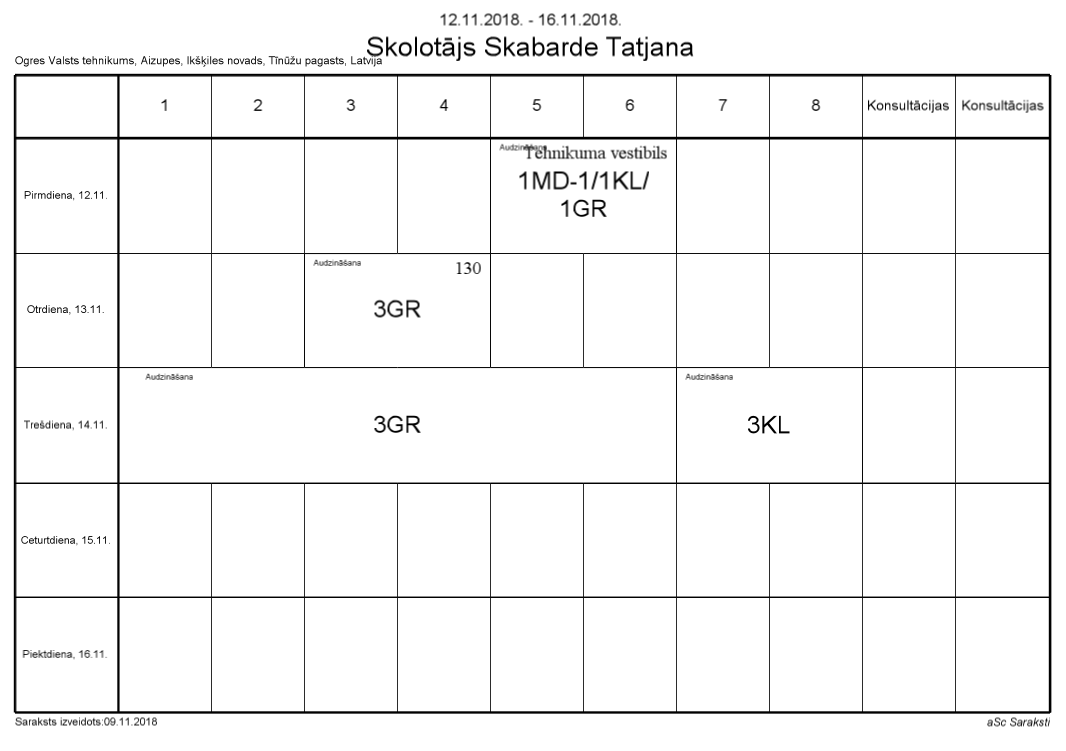 12.11.2018. - 16.11.2018.
Skolotājs Skabarde Tatjana
Ogres Valsts tehnikums, Aizupes, Ikšķiles novads, Tīnūžu pagasts, Latvija
1 2 3 4 5 6 7 8 Konsultācijas Konsultācijas
Pirmdiena, 12.11.
Audzināšana
Tehnikuma vestibils
1MD-1/1KL/
1GR
Otrdiena, 13.11.
Audzināšana
130
3GR
Trešdiena, 14.11.
Audzināšana
3GR
Audzināšana
3KL
Ceturtdiena, 15.11.
Piektdiena, 16.11.
Saraksts izveidots:09.11.2018
aSc Saraksti